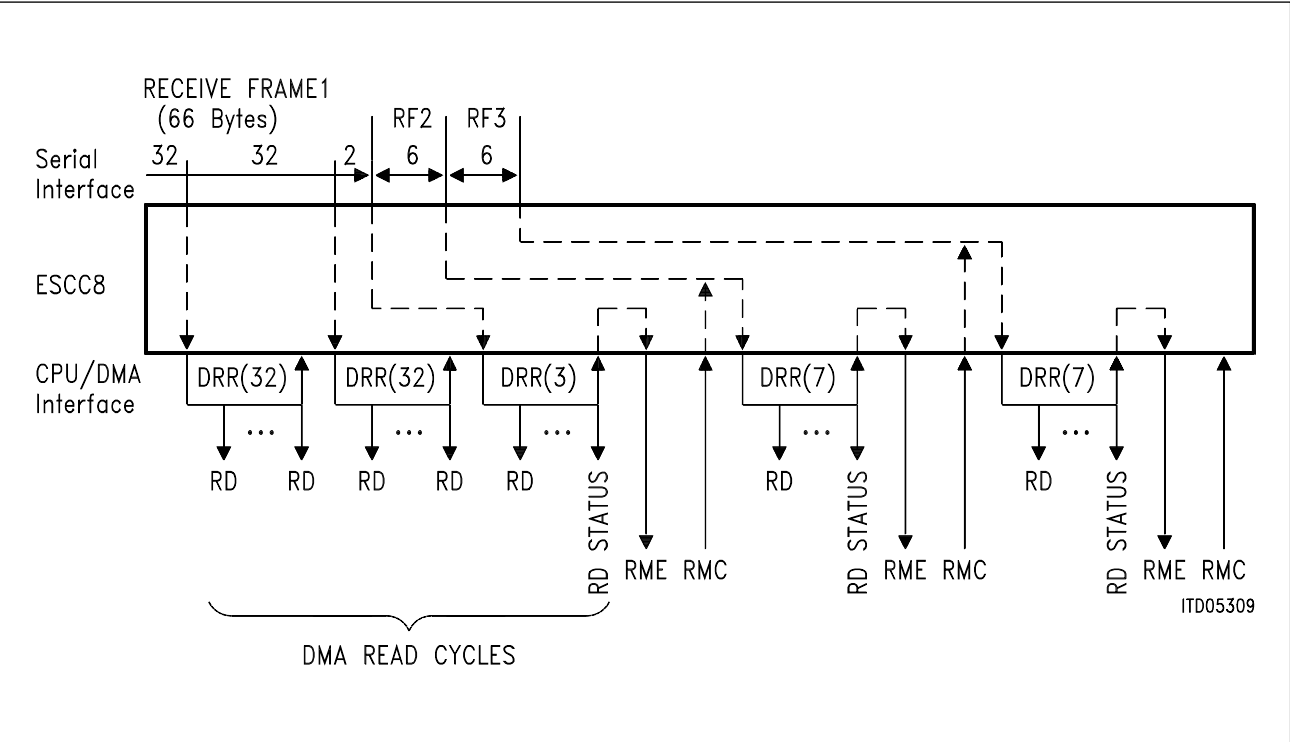 RECEIVE FRAME1
(66 Bytes)
RF2
RF3
Serial
Interface
32
32
2
6
6
ESCC8
CPU/DMA
Interface
DRR(32)
DRR(32)
DRR(3)
DRR(7)
DRR(7)
...
...
...
...
...
RD
RD
RD
RD
RD
RD STATUS
RME
RMC
RD
RD STATUS
RME
RMC
RD
RD STATUS
RME
RMC
ITD05309
DMA READ CYCLES